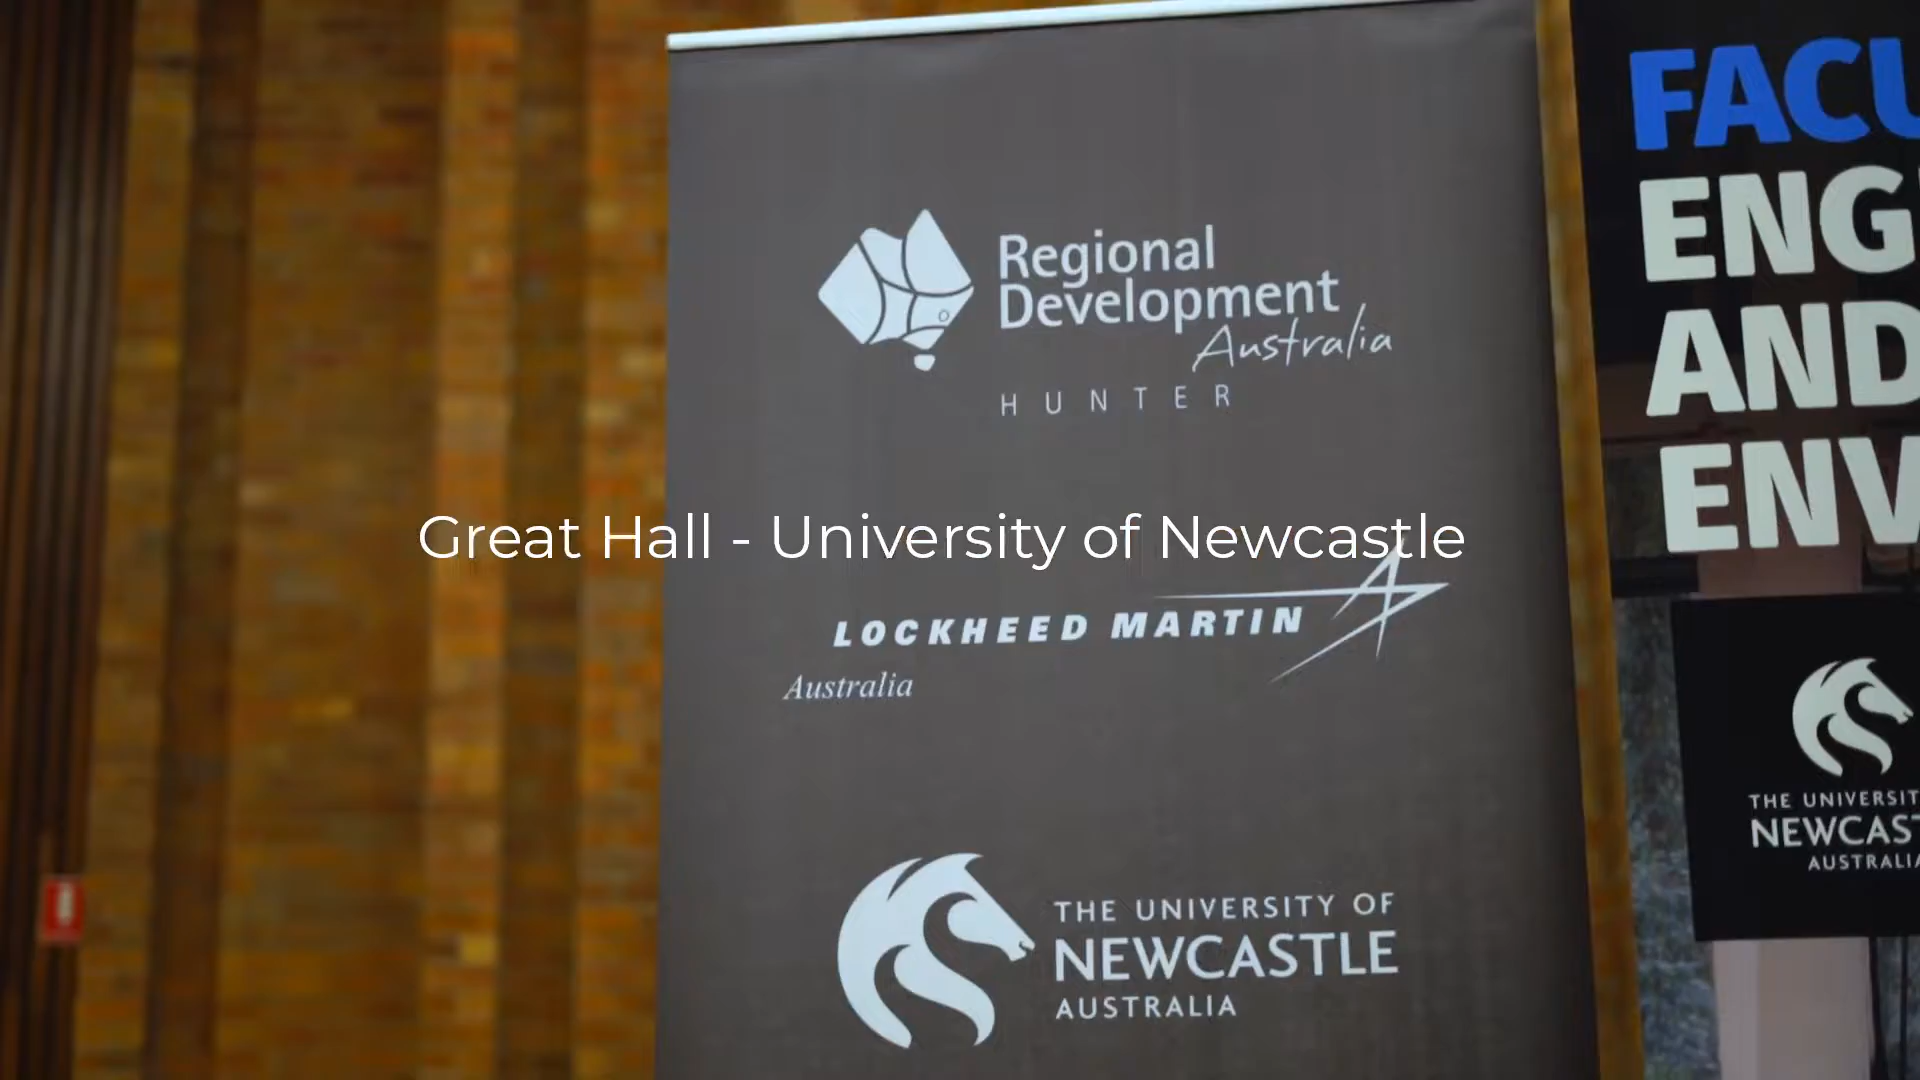 Regional
Development
Australia
HUNTER
Great Hall - University of Newcastle
LOCKHEED MARTIN
Australia
THE UNIVERSITY OF
NEWCASTLE
AUSTRALIA
FACU
ENG
AND
ENV
THE UNIVERSIT
NEWCAST
AUSTRALIA